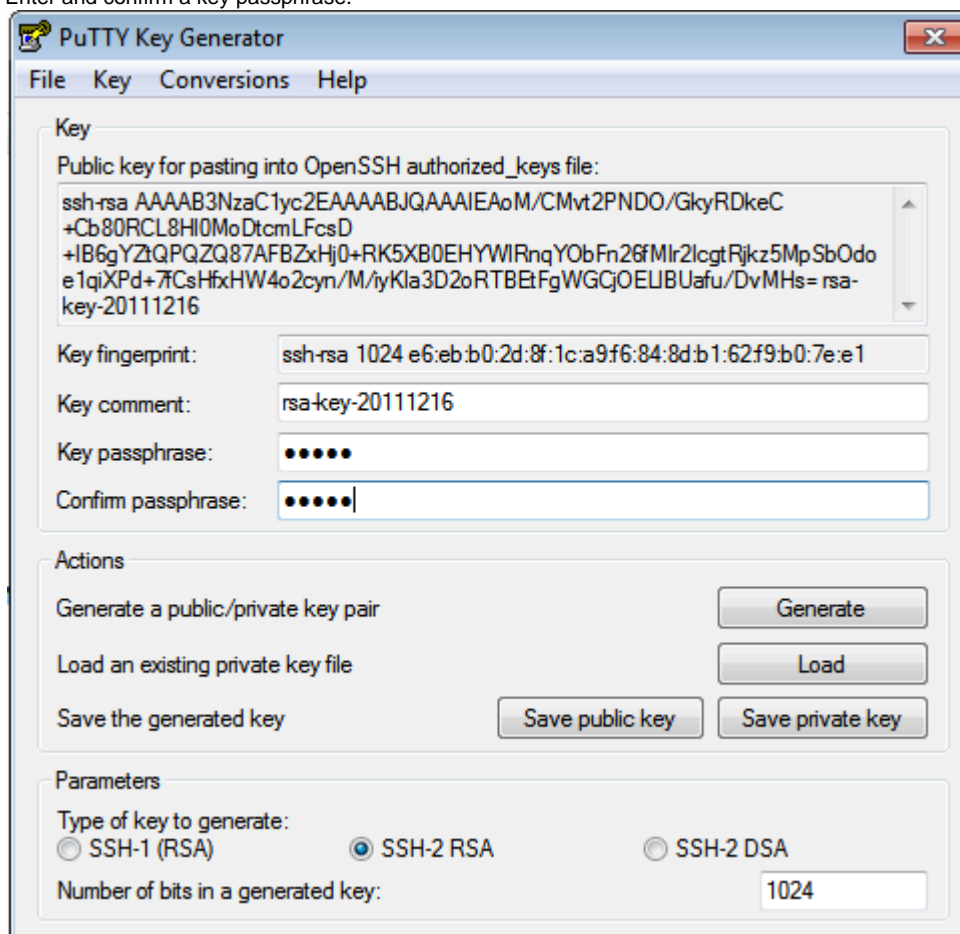 Enter and confirm a key passphrase.
PuTTY Key Generator
File Key Conversions Help
Key
Public key for pasting into OpenSSH authorized_keys file:
ssh-rsa AAAAB3NzaC1yc2EAAAABJQAAAIEAoM/CMvt2PNDO/GkyRDkeC
+Cb80RCL8HI0MoDtcmLFcsD
+IB6gYZtQPQZQ87AFBZxHj0+RK5XB0EHYWIRnqYObFn26fMIr2lcgtRjkz5MpSbOdo
e1qiXPd+7fCsHfxHW4o2cyn/M/iyKIa3D2oRTBEtFgWGCjOELIBUafu/DvMHs= rsa-
key-20111216
Key fingerprint: ssh-rsa 1024 e6:eb:b0:2d:8f:1c:a9:f6:84:8d:b1:62:f9:b0:7e:e1
Key comment: rsa-key-20111216
Key passphrase: ●●●●●
Confirm passphrase: ●●●●●
Actions
Generate a public/private key pair Generate
Load an existing private key file Load
Save the generated key Save public key Save private key
Parameters
Type of key to generate:
SSH-1 (RSA) SSH-2 RSA SSH-2 DSA
Number of bits in a generated key: 1024